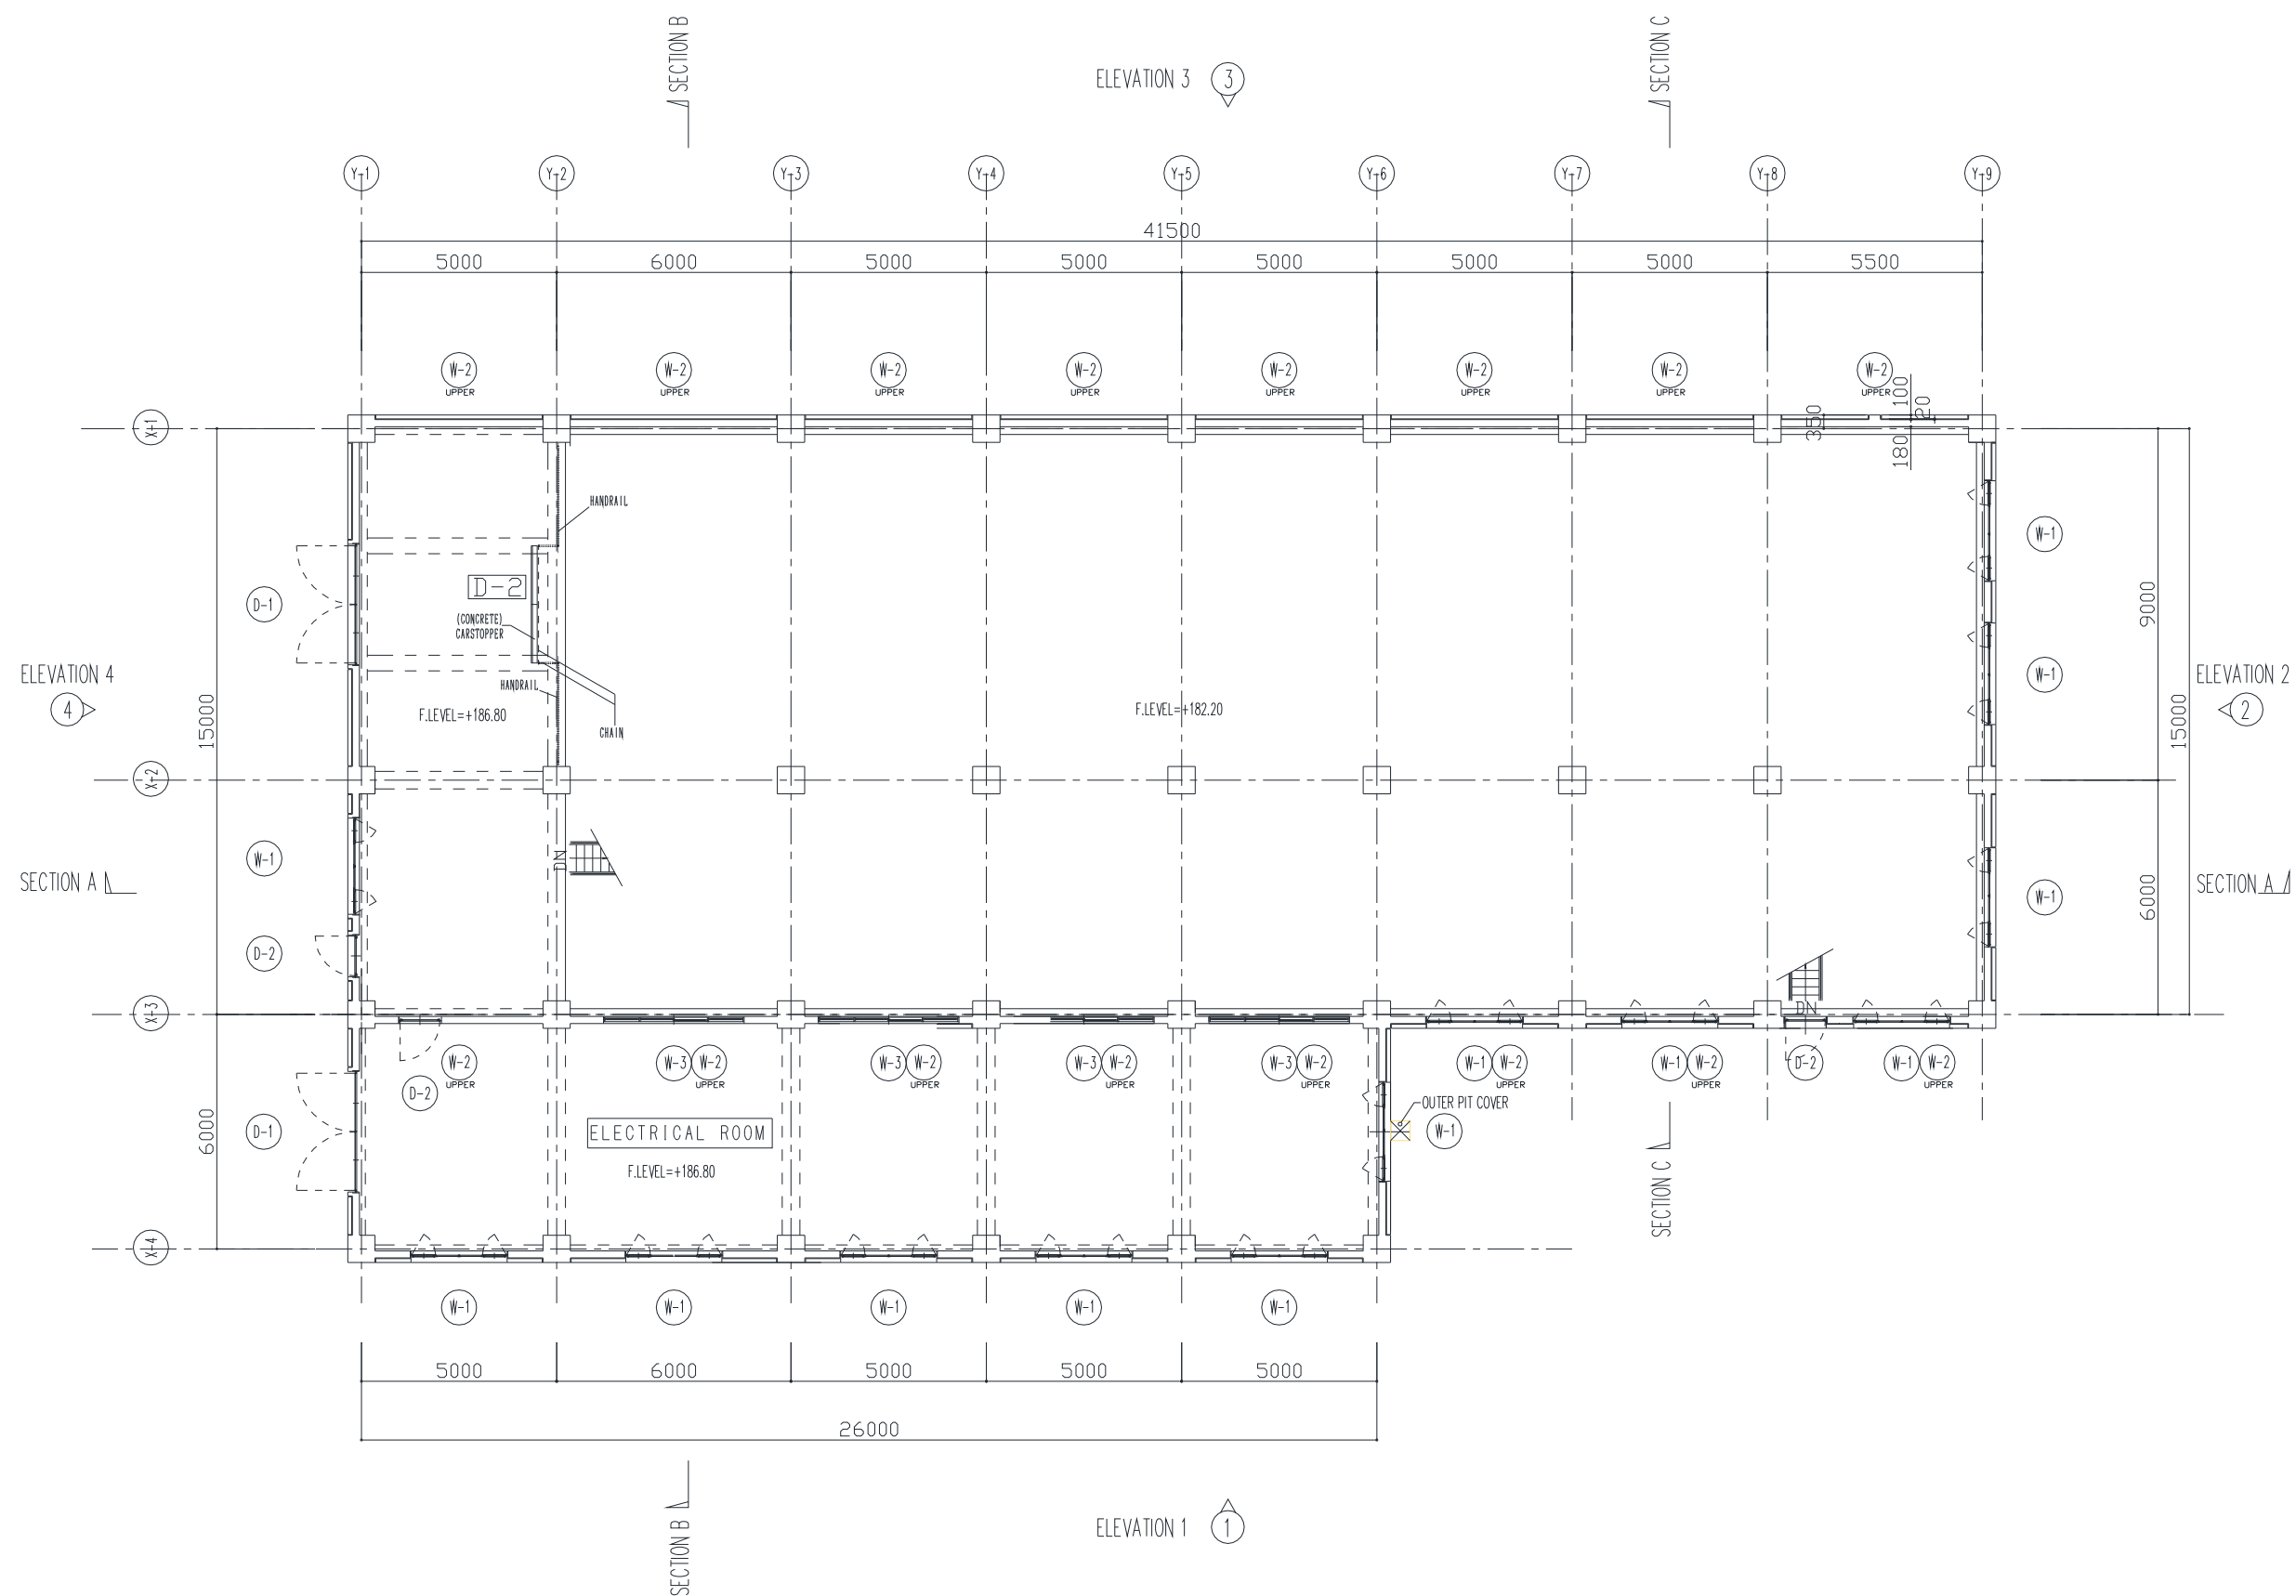 SECTION B
SECTION C
ELEVATION 3
3
Y-1
Y-2
Y-3
Y-4
Y-5
Y-6
Y-7
Y-8
Y-9
41500
5000
6000
5000
5000
5000
5000
5000
5500
W-2
UPPER
W-2
UPPER
W-2
UPPER
W-2
UPPER
W-2
UPPER
W-2
UPPER
W-2
UPPER
W-2
UPPER
350
100
120
180
X-1
HANDRAIL
W-1
D-2
D-1
9000
(CONCRETE)
CARSTOPPER
ELEVATION 4
4
HANDRAIL
F.LEVEL=+186.80
CHAIN
F.LEVEL=+182.20
W-1
ELEVATION 2
2
15000
15000
X-2
DN
W-1
SECTION A
W-1
6000
SECTION A
D-2
X-3
DN
W-2
UPPER
W-3
W-2
UPPER
W-3
W-2
UPPER
W-3
W-2
UPPER
W-3
W-2
UPPER
W-1
W-2
UPPER
W-1
W-2
UPPER
D-2
W-1
W-2
UPPER
D-2
OUTER PIT COVER
6000
D-1
ELECTRICAL ROOM
W-1
F.LEVEL=+186.80
SECTION C
X-4
W-1
W-1
W-1
W-1
W-1
5000
6000
5000
5000
5000
26000
SECTION B
ELEVATION 1
1